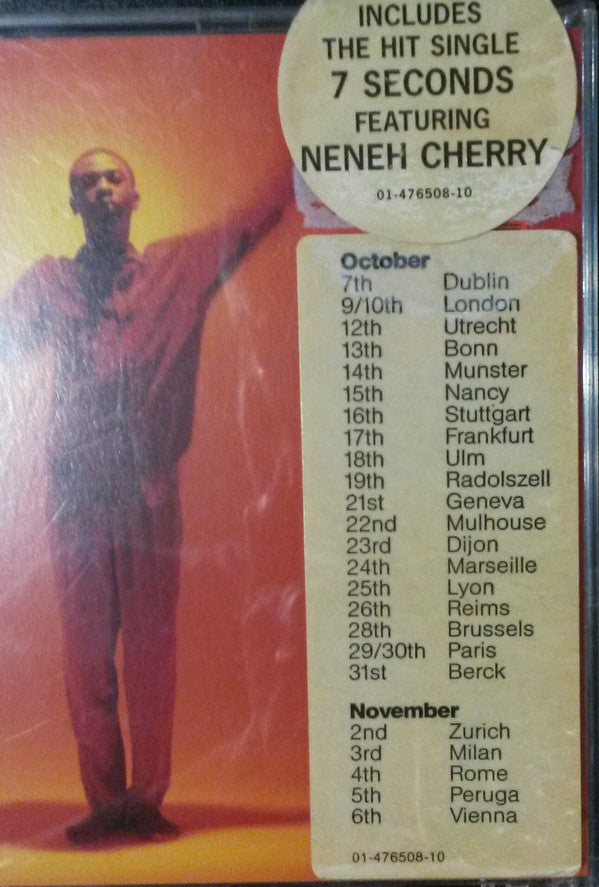 INCLUDES
THE HIT SINGLE
7 SECONDS
FEATURING
NENEH CHERRY
01-476508-10
October
7th Dublin
9/10th London
12th Utrecht
13th Bonn
14th Munster
15th Nancy
16th Stuttgart
17th Frankfurt
18th Ulm
19th Radolszell
21st Geneva
22nd Mulhouse
23rd Dijon
24th Marseille
25th Lyon
26th Reims
28th Brussels
29/30th Paris
31st Berck
November
2nd Zurich
3rd Milan
4th Rome
5th Peruga
6th Vienna
01-476508-10